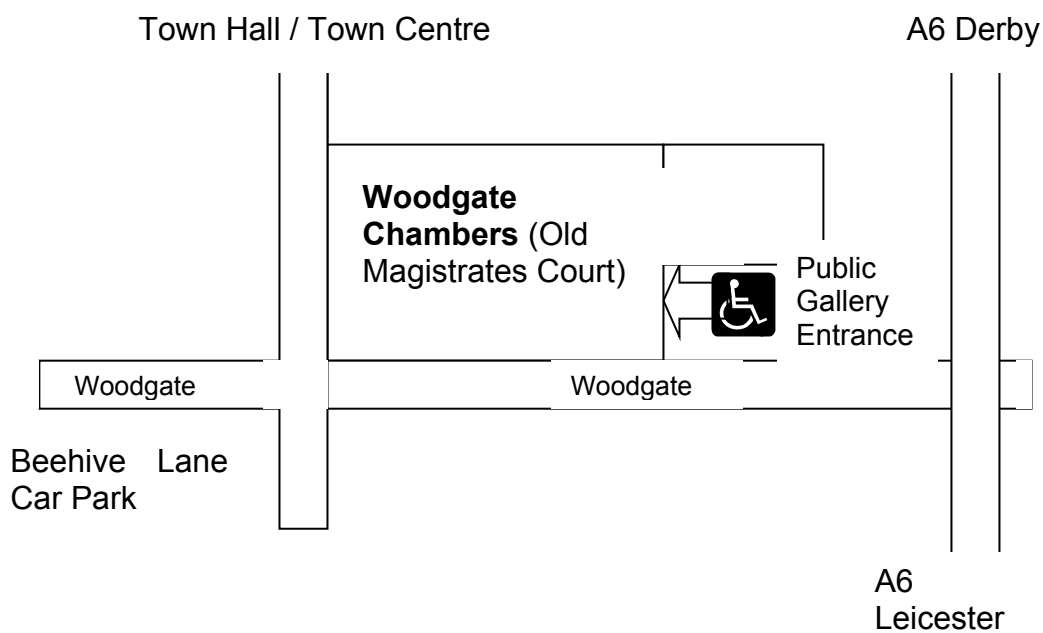 Town Hall / Town Centre
A6 Derby
Woodgate
Chambers (Old
Magistrates Court)
Public
Gallery
Entrance
Woodgate
Woodgate
Beehive Lane
Car Park
A6
Leicester